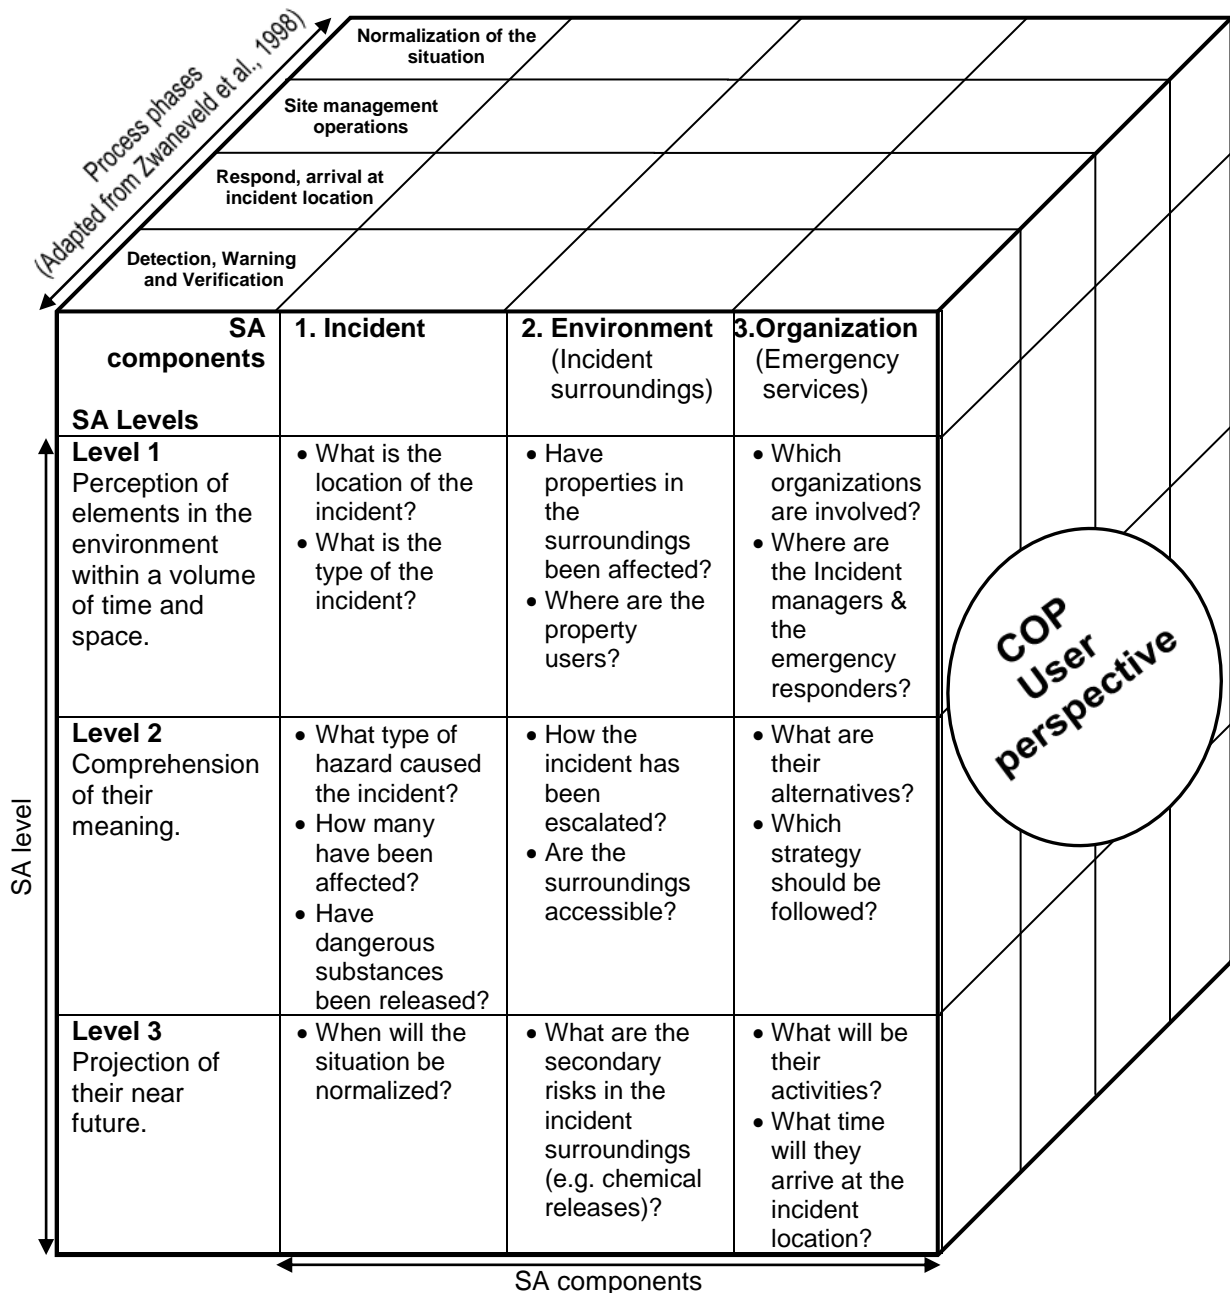 Process phases
(Adapted from Zwaneveld et al., 1998)
Normalization of the
situation
Site management
operations
Respond, arrival at
incident location
Detection, Warning
and Verification
SA
components
SA Levels
1. Incident
2. Environment
(Incident
surroundings)
3.Organization
(Emergency
services)
Level 1
Perception of
elements in the
environment
within a volume
of time and
space.
• What is the
location of the
incident?
• What is the
type of the
incident?
• Have
properties in
the
surroundings
been affected?
• Where are the
property
users?
• Which
organizations
are involved?
• Where are
the Incident
managers &
the
emergency
responders?
Level 2
Comprehension
of their
meaning.
• What type of
hazard caused
the incident?
• How many
have been
affected?
• Have
dangerous
substances
been released?
• How the
incident has
been
escalated?
• Are the
surroundings
accessible?
• What are
their
alternatives?
• Which
strategy
should be
followed?
Level 3
Projection of
their near
future.
• When will the
situation be
normalized?
• What are the
secondary
risks in the
incident
surroundings
(e.g. chemical
releases)?
• What will be
their
activities?
• What time
will they
arrive at the
incident
location?
SA level
SA components
COP
User
perspective